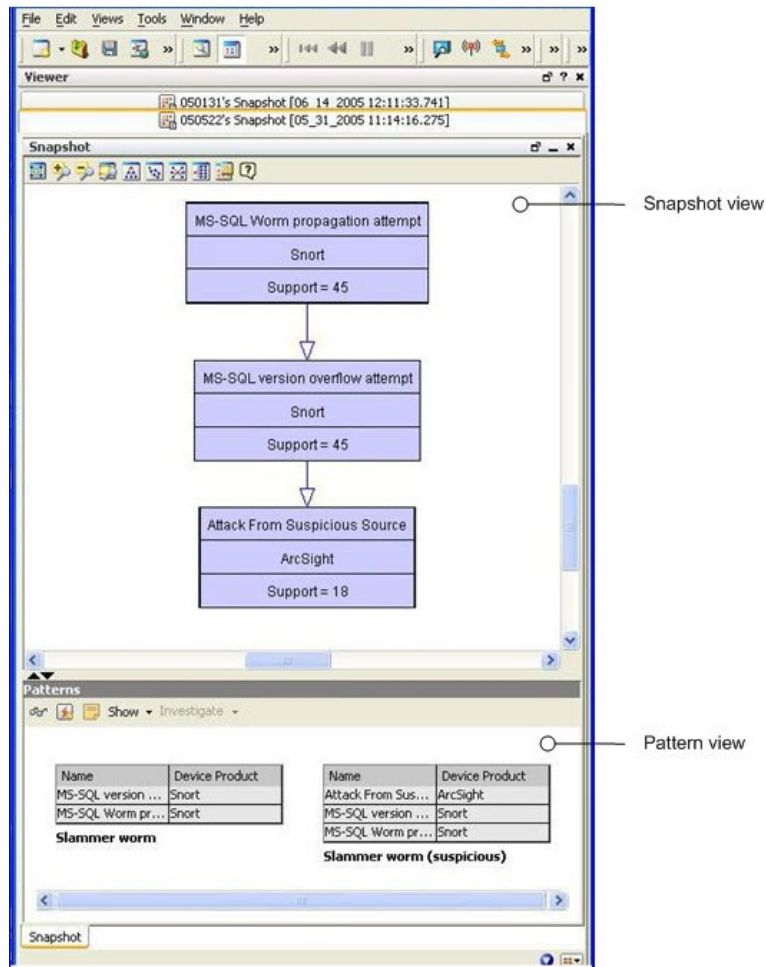 File Edit Views Tools Window Help
Viewer
050131's Snapshot [06_14_2005 12:11:33.741]
050522's Snapshot [05_31_2005 11:14:16.275]
Snapshot
Snapshot view
MS-SQL Worm propagation attempt
Snort
Support = 45
MS-SQL version overflow attempt
Snort
Support = 45
Attack From Suspicious Source
ArcSight
Support = 18
Patterns
Show Investigate
Pattern view
Name Device Product
MS-SQL version ... Snort
MS-SQL Worm pr... Snort
Slammer worm
Name Device Product
Attack From Sus... ArcSight
MS-SQL version ... Snort
MS-SQL Worm pr... Snort
Slammer worm (suspicious)
Snapshot